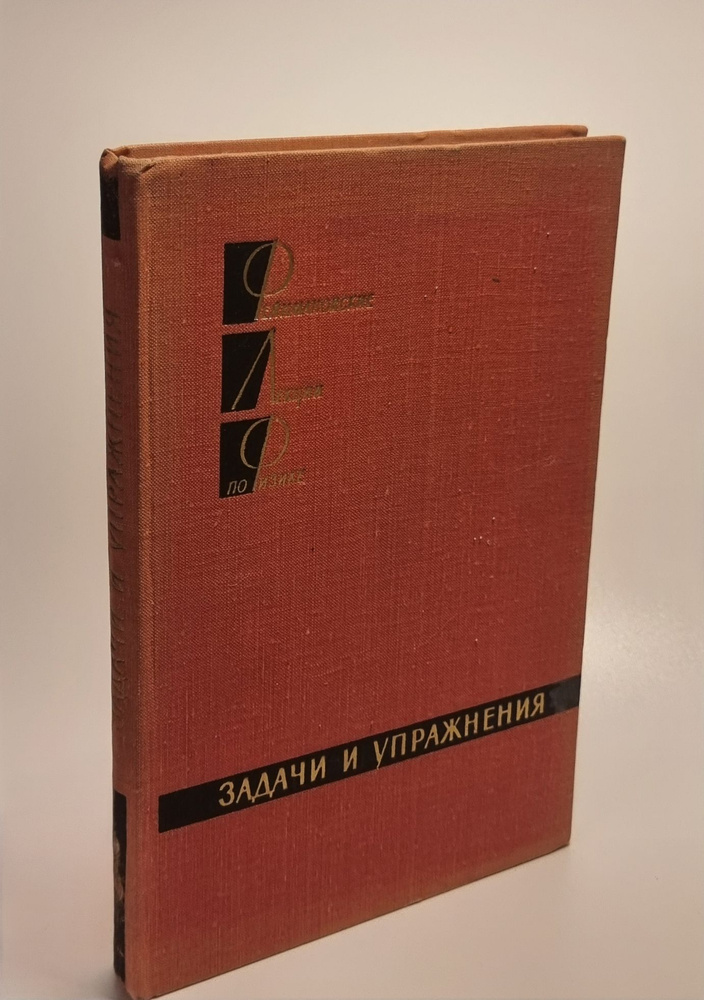 Фейнмановские
Лекции
по Физике
ЗАДАЧИ И УПРАЖНЕНИЯ
ЗАДАЧИ И УПРАЖНЕНИЯ